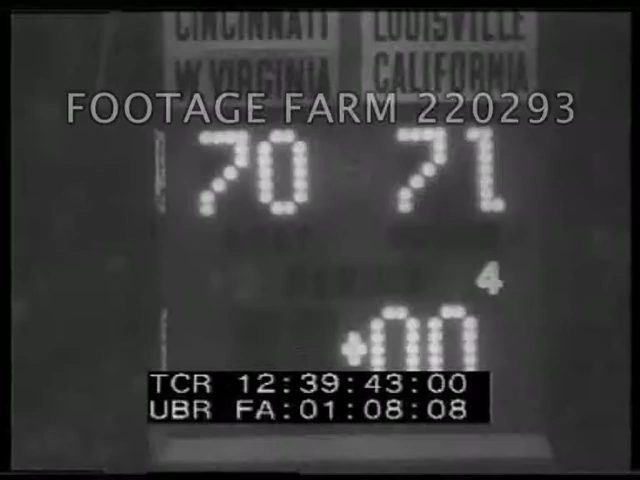 CINCINNATI LOUISVILLE
W. VIRGINIA CALIFORNIA
FOOTAGE FARM 220293
70 71
4
+00
TCR 12:39:43:00
UBR FA:01:08:08